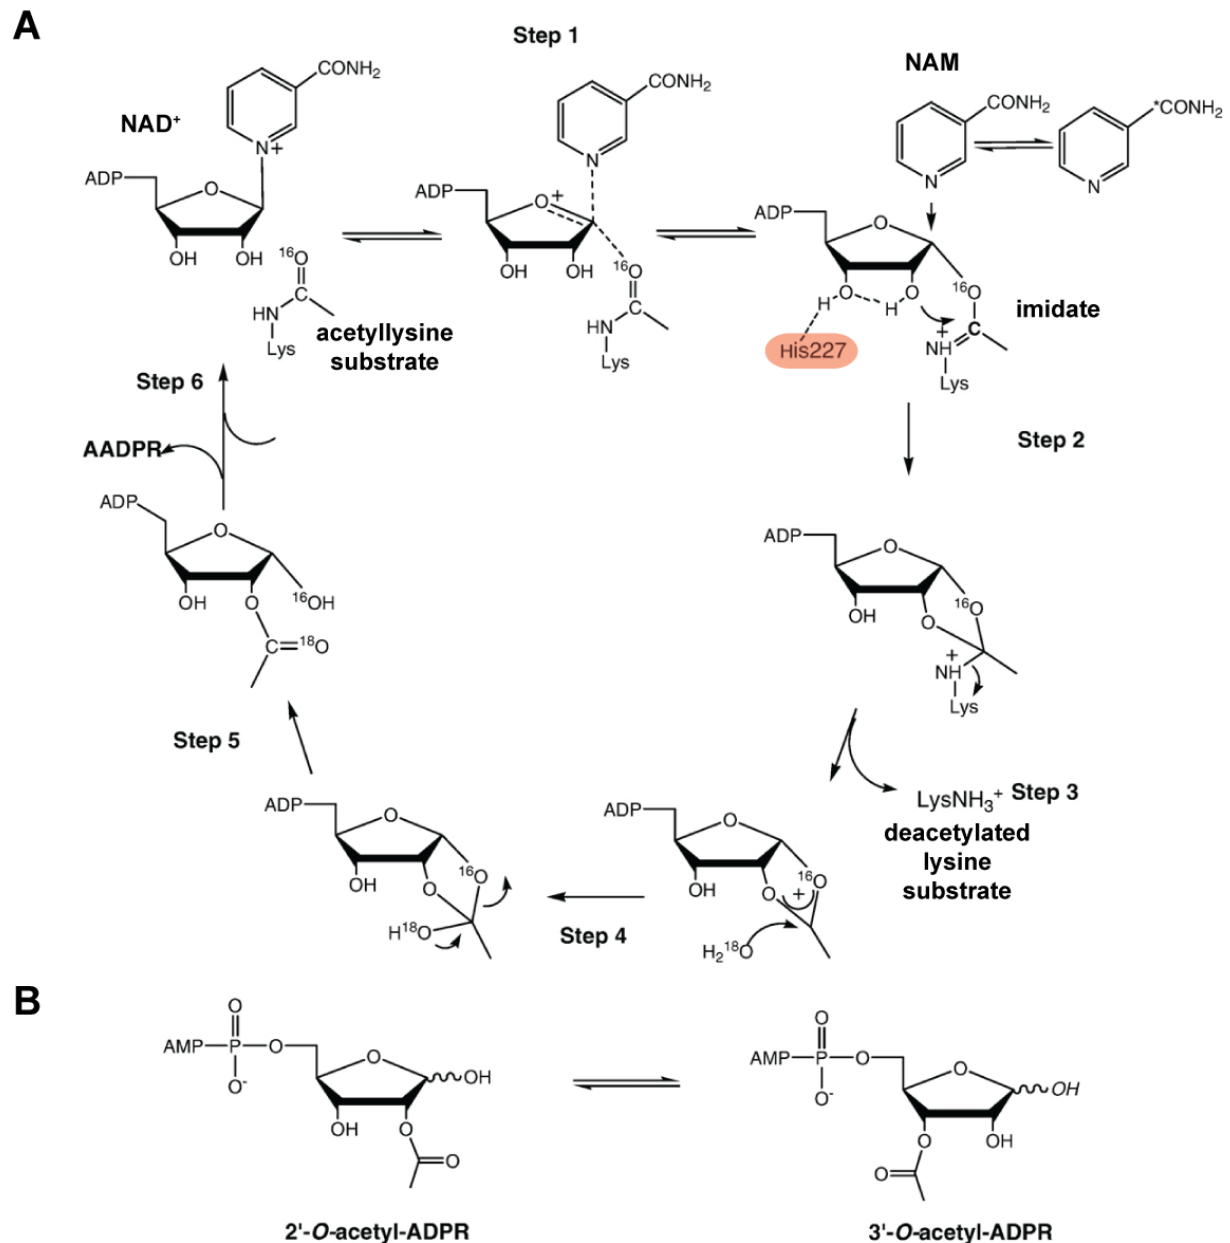 A
Step 1
NAD⁺
CONH₂
N+
ADP
O
OH
OH
¹⁶O
C
HN
Lys
acetyllysine
substrate
CONH₂
N
ADP
O
+
OH
OH
¹⁶O
C
HN
Lys
NAM
CONH₂
N
*CONH₂
N
ADP
O
¹⁶O
H
O
H
O
C
+
NH
Lys
His227
imidate
Step 2
ADP
O
OH
O
¹⁶O
+
NH
Lys
LysNH₃⁺
Step 3
deacetylated
lysine
substrate
ADP
O
OH
O
¹⁶O
+
H₂¹⁸O
Step 4
ADP
O
OH
O
¹⁶O
H¹⁸O
Step 5
ADP
O
OH
O
¹⁶OH
C=¹⁸O
AADPR
Step 6
B
O
AMP
P
O
O⁻
O
OH
OH
O
O
2'-O-acetyl-ADPR
O
AMP
P
O
O⁻
O
OH
O
OH
O
3'-O-acetyl-ADPR